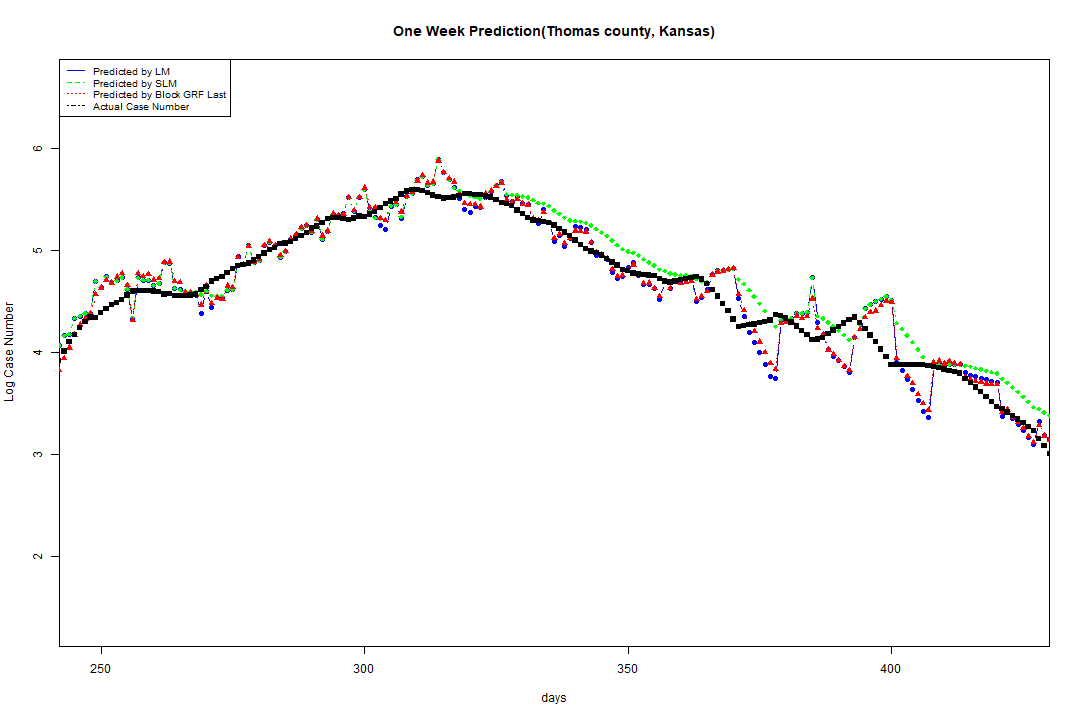 One Week Prediction(Thomas county, Kansas)
Predicted by LM
Predicted by SLM
Predicted by Block GRF Last
Actual Case Number
6
5
4
3
2
Log Case Number
250
300
350
400
days